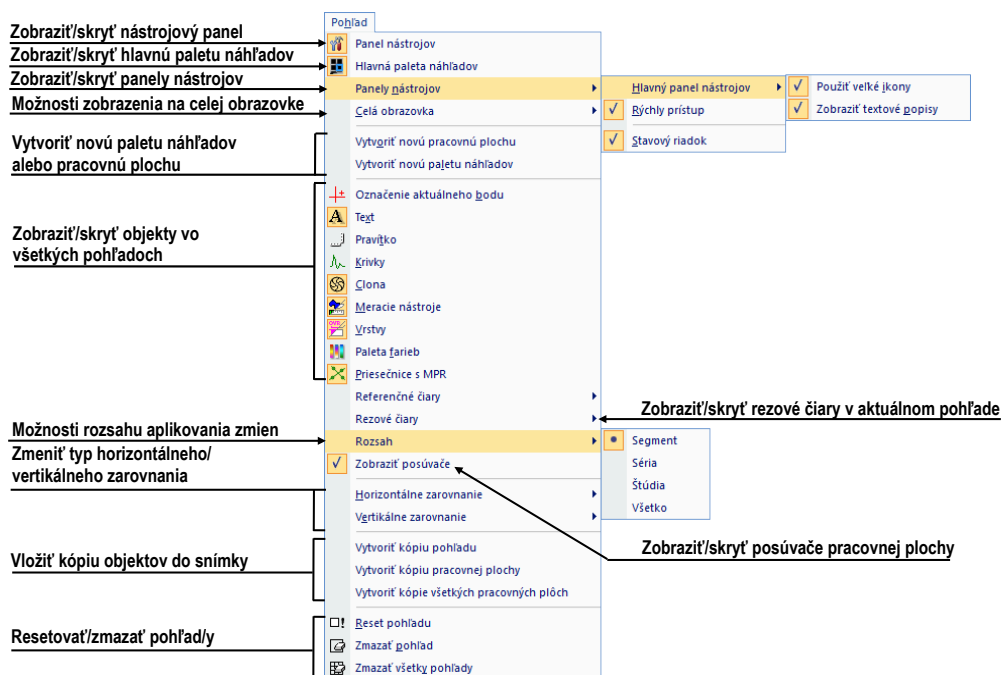 Pohľad
Zobraziť/skryť nástrojový panel
Panel nástrojov
Zobraziť/skryť hlavnú paletu náhľadov
Hlavná paleta náhľadov
Zobraziť/skryť panely nástrojov
Panely nástrojov
Hlavný panel nástrojov
Použiť veľké ikony
Možnosti zobrazenia na celej obrazovke
Celá obrazovka
Rýchly prístup
Zobraziť textové popisy
Vytvoriť novú paletu náhľadov
alebo pracovnú plochu
Vytvoriť novú pracovnú plochu
Stavový riadok
Vytvoriť novú paletu náhľadov
Označenie aktuálneho bodu
Text
Zobraziť/skryť objekty vo
všetkých pohľadoch
Pravítko
Krivky
Clona
Meracie nástroje
OVR
Vrstvy
Paleta farieb
Priesečnice s MPR
Referenčné čiary
Rezové čiary
Zobraziť/skryť rezové čiary v aktuálnom pohľade
Možnosti rozsahu aplikovania zmien
Rozsah
Segment
Zmeniť typ horizontálneho/
vertikálneho zarovnania
Zobraziť posúvače
Séria
Štúdia
Všetko
Horizontálne zarovnanie
Vertikálne zarovnanie
Zobraziť/skryť posúvače pracovnej plochy
Vložiť kópiu objektov do snímky
Vytvoriť kópiu pohľadu
Vytvoriť kópiu pracovnej plochy
Vytvoriť kópie všetkých pracovných plôch
Resetovať/zmazať pohľad/y
Reset pohľadu
Zmazať pohľad
Zmazať všetky pohľady